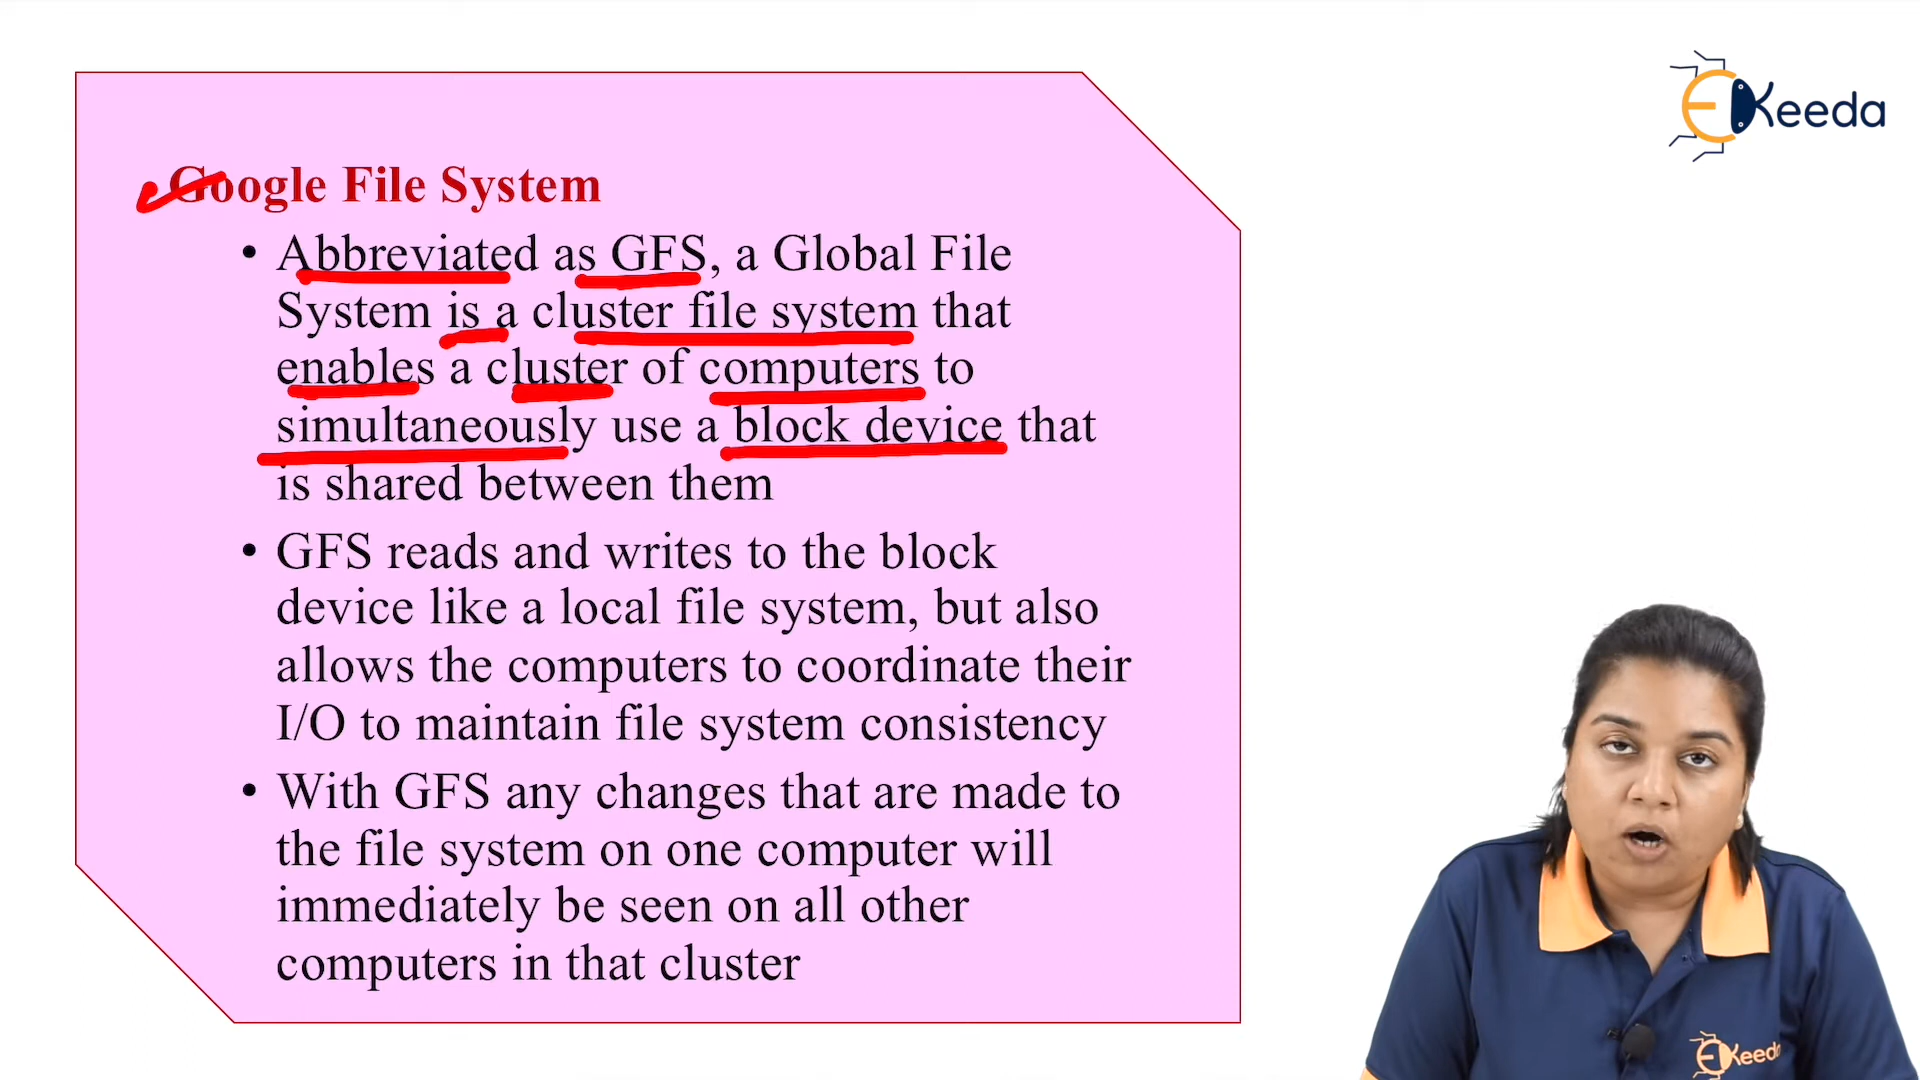 EKeeda
Google File System
• Abbreviated as GFS, a Global File
System is a cluster file system that
enables a cluster of computers to
simultaneously use a block device that
is shared between them
• GFS reads and writes to the block
device like a local file system, but also
allows the computers to coordinate their
I/O to maintain file system consistency
• With GFS any changes that are made to
the file system on one computer will
immediately be seen on all other
computers in that cluster
EKeeda